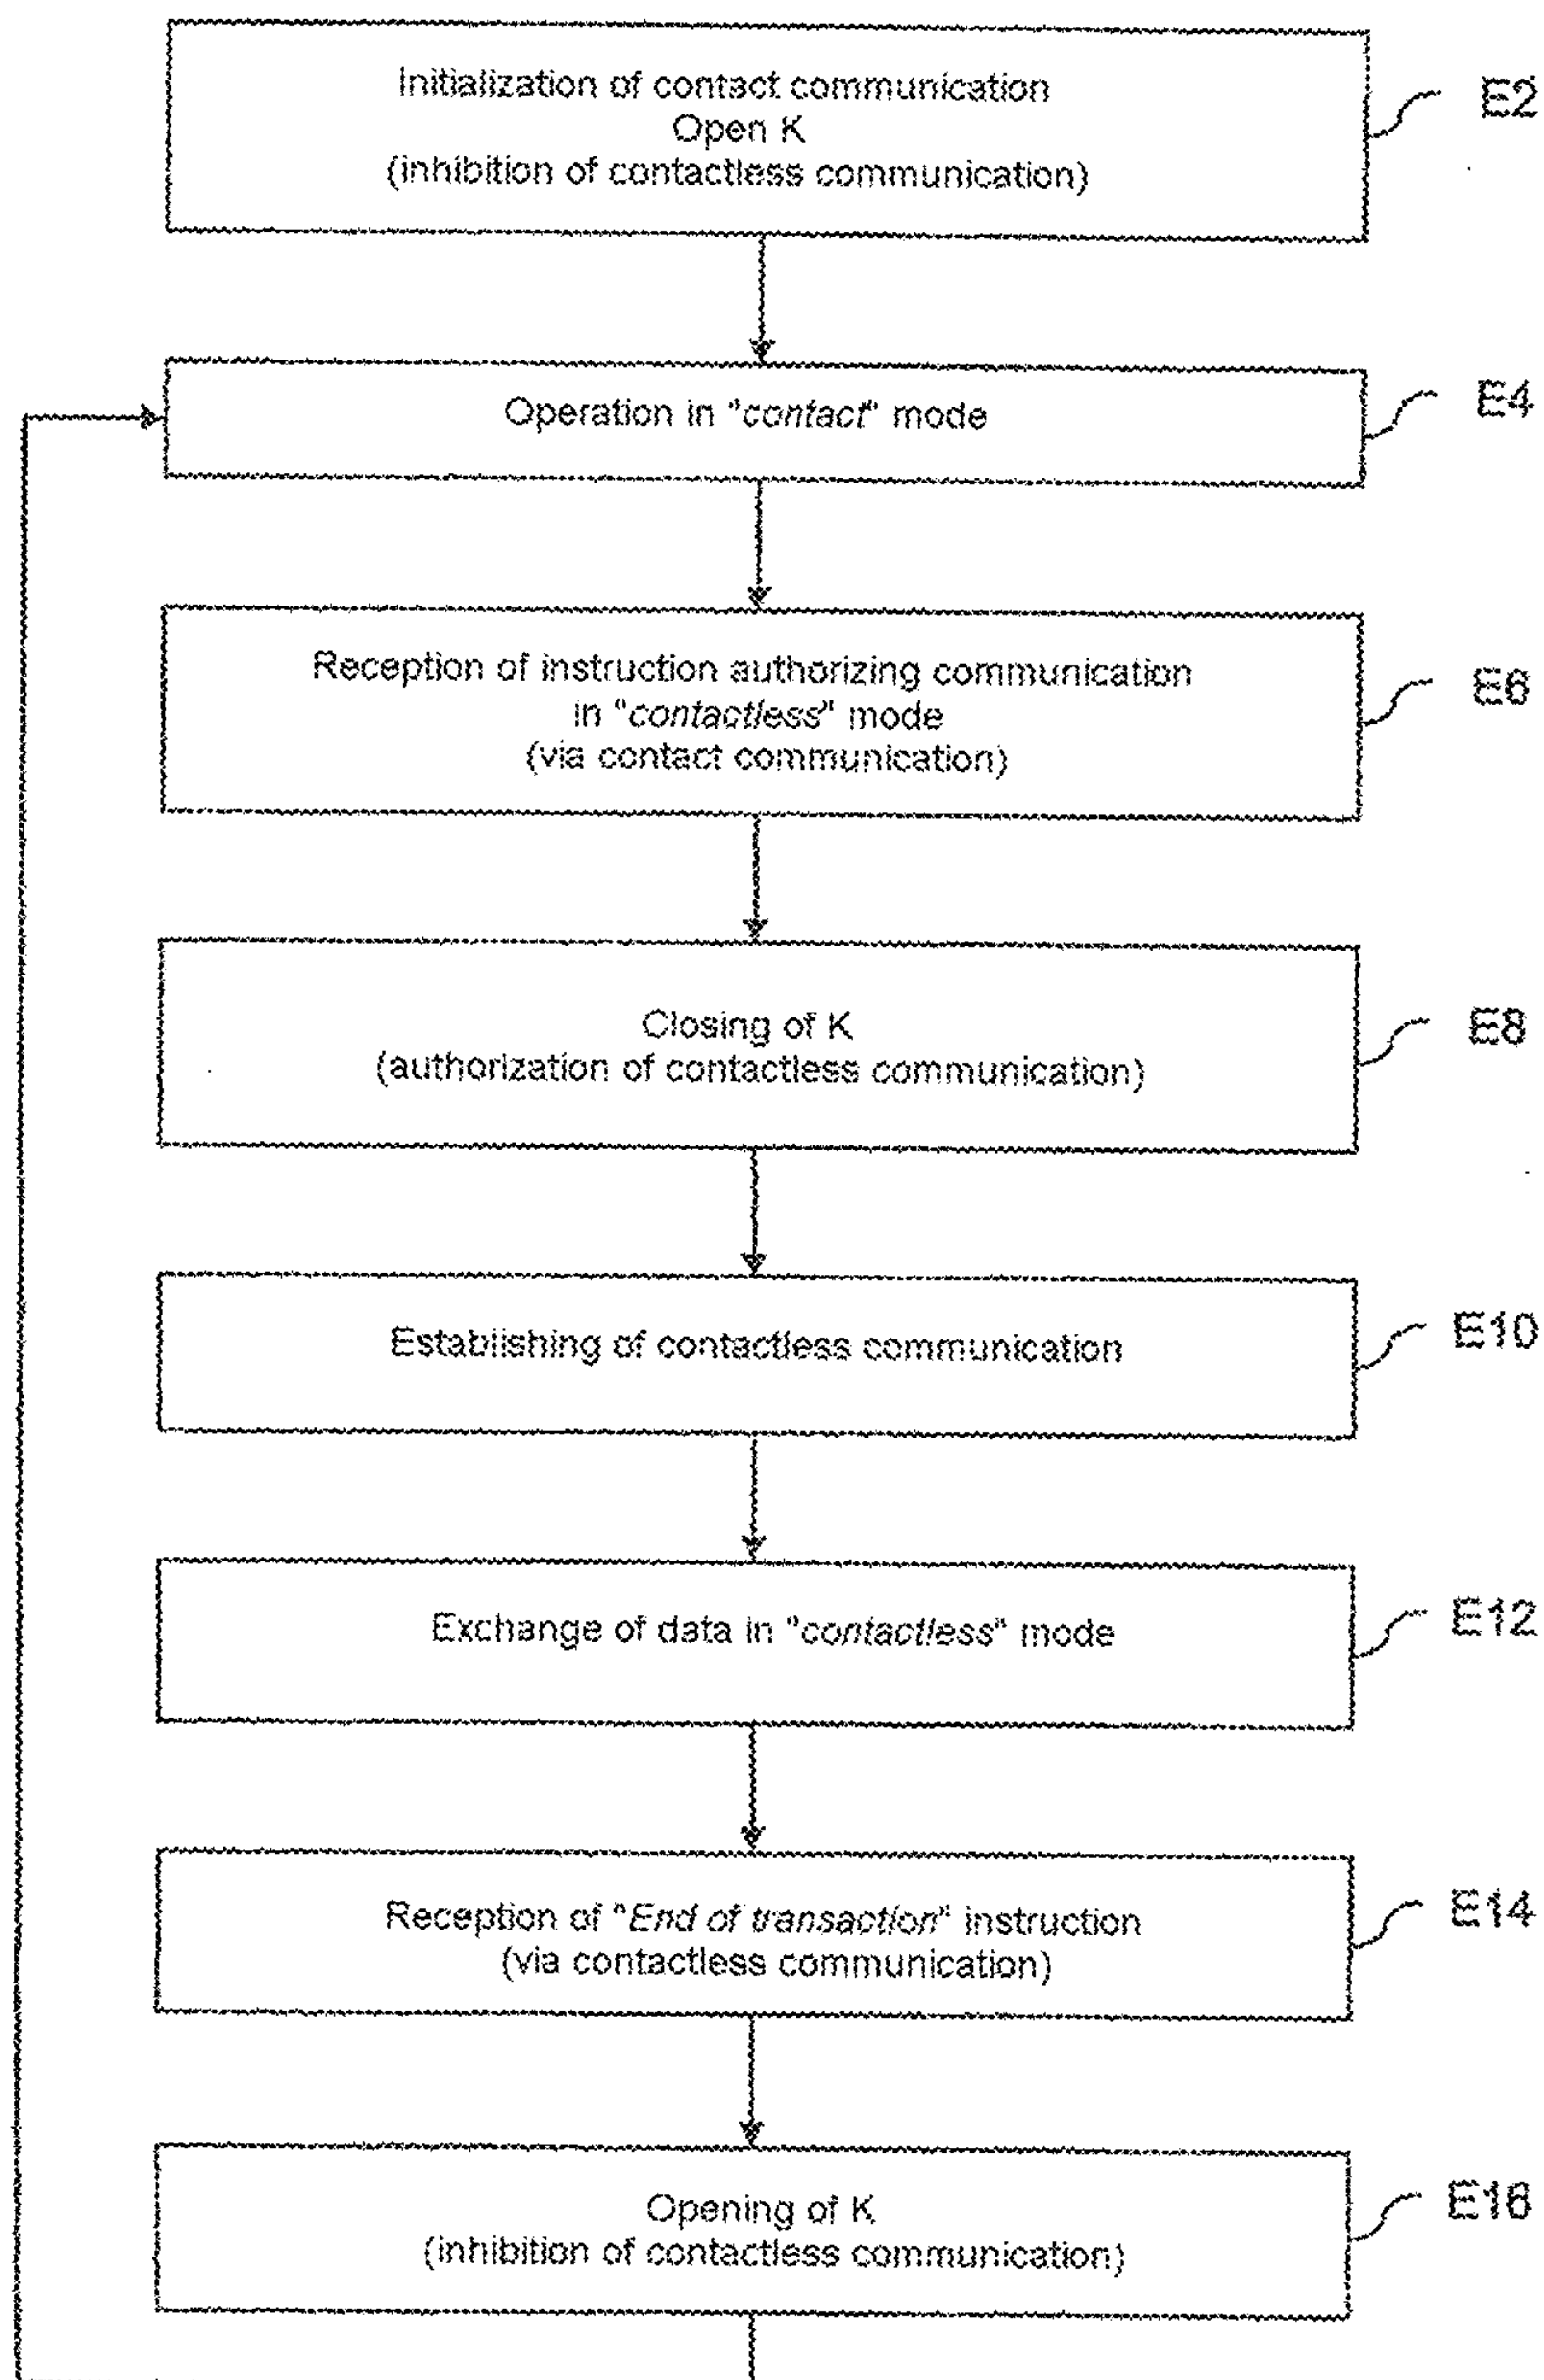 Initialization of contact communication
Open K
(inhibition of contactless communication)
E2
Operation in "contact" mode
E4
Reception of instruction authorizing communication
in "contactless" mode
(via contact communication)
E6
Closing of K
(authorization of contactless communication)
E8
Establishing of contactless communication
E10
Exchange of data in "contactless" mode
E12
Reception of "End of transaction" instruction
(via contactless communication)
E14
Opening of K
(inhibition of contactless communication)
E16